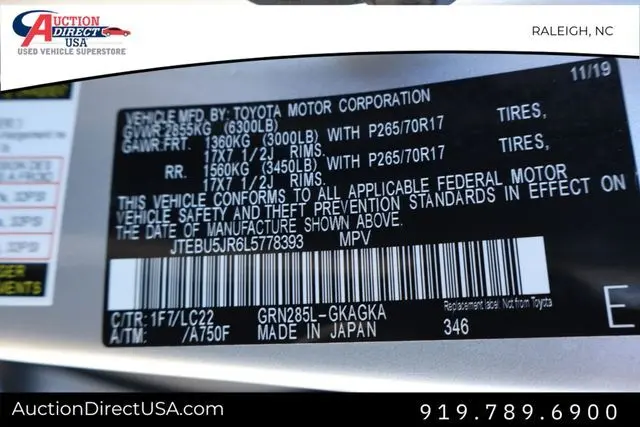 AUCTION
DIRECT
USA
USED VEHICLE SUPERSTORE
RALEIGH, NC
11/19
VEHICLE MFD. BY: TOYOTA MOTOR CORPORATION
GVWR:2855KG (6300LB)
GAWR:FRT. 1360KG (3000LB) WITH P265/70R17 TIRES,
17X7 1/2J RIMS.
RR. 1560KG (3450LB) WITH P265/70R17 TIRES,
17X7 1/2J RIMS.
THIS VEHICLE CONFORMS TO ALL APPLICABLE FEDERAL MOTOR
VEHICLE SAFETY AND THEFT PREVENTION STANDARDS IN EFFECT ON
THE DATE OF MANUFACTURE SHOWN ABOVE.
JTEBU5JR6L5778393 MPV
Replacement label. Not from Toyota
C/TR: 1F7/LC22 GRN285L-GKAGKA
A/TM: /A750F MADE IN JAPAN 346
E
AuctionDirectUSA.com
919.789.6900